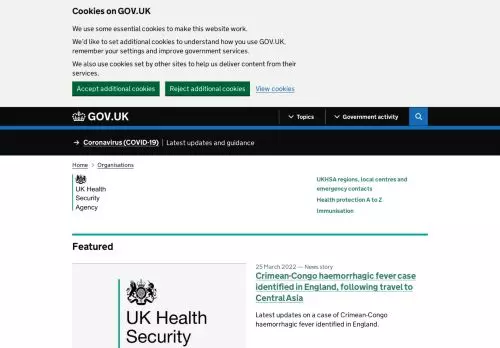 Cookies on GOV.UK
We use some essential cookies to make this website work.
We'd like to set additional cookies to understand how you use GOV.UK,
remember your settings and improve government services.
We also use cookies set by other sites to help us deliver content from their
services.
Accept additional cookies
Reject additional cookies
View cookies
GOV.UK
Topics
Government activity
→ Coronavirus (COVID-19)
Latest updates and guidance
Home
Organisations
UK Health
Security
Agency
UKHSA regions, local centres and
emergency contacts
Health protection A to Z
Immunisation
Featured
UK Health
Security
25 March 2022 — News story
Crimean-Congo haemorrhagic fever case
identified in England, following travel to
Central Asia
Latest updates on a case of Crimean-Congo
haemorrhagic fever identified in England.